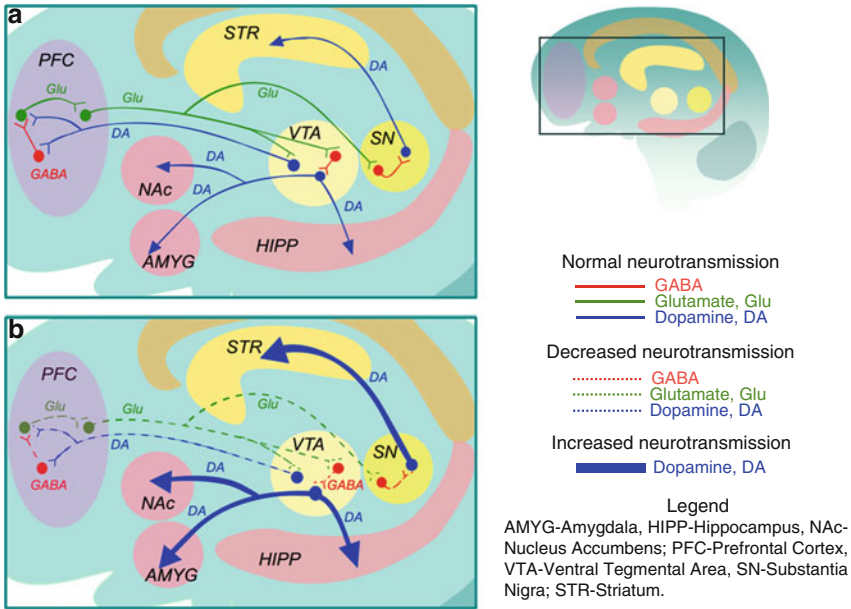 a
STR
PFC
DA
Glu
Glu
Glu
DA
VTA
SN
GABA
DA
NAc
DA
DA
HIPP
AMYG
b
STR
PFC
DA
Glu
Glu
Glu
DA
VTA
SN
GABA
DA
GABA
NAc
DA
DA
HIPP
AMYG
Normal neurotransmission
GABA
Glutamate, Glu
Dopamine, DA
Decreased neurotransmission
GABA
Glutamate, Glu
Dopamine, DA
Increased neurotransmission
Dopamine, DA
Legend
AMYG-Amygdala, HIPP-Hippocampus, NAc-
Nucleus Accumbens; PFC-Prefrontal Cortex,
VTA-Ventral Tegmental Area, SN-Substantia
Nigra; STR-Striatum.